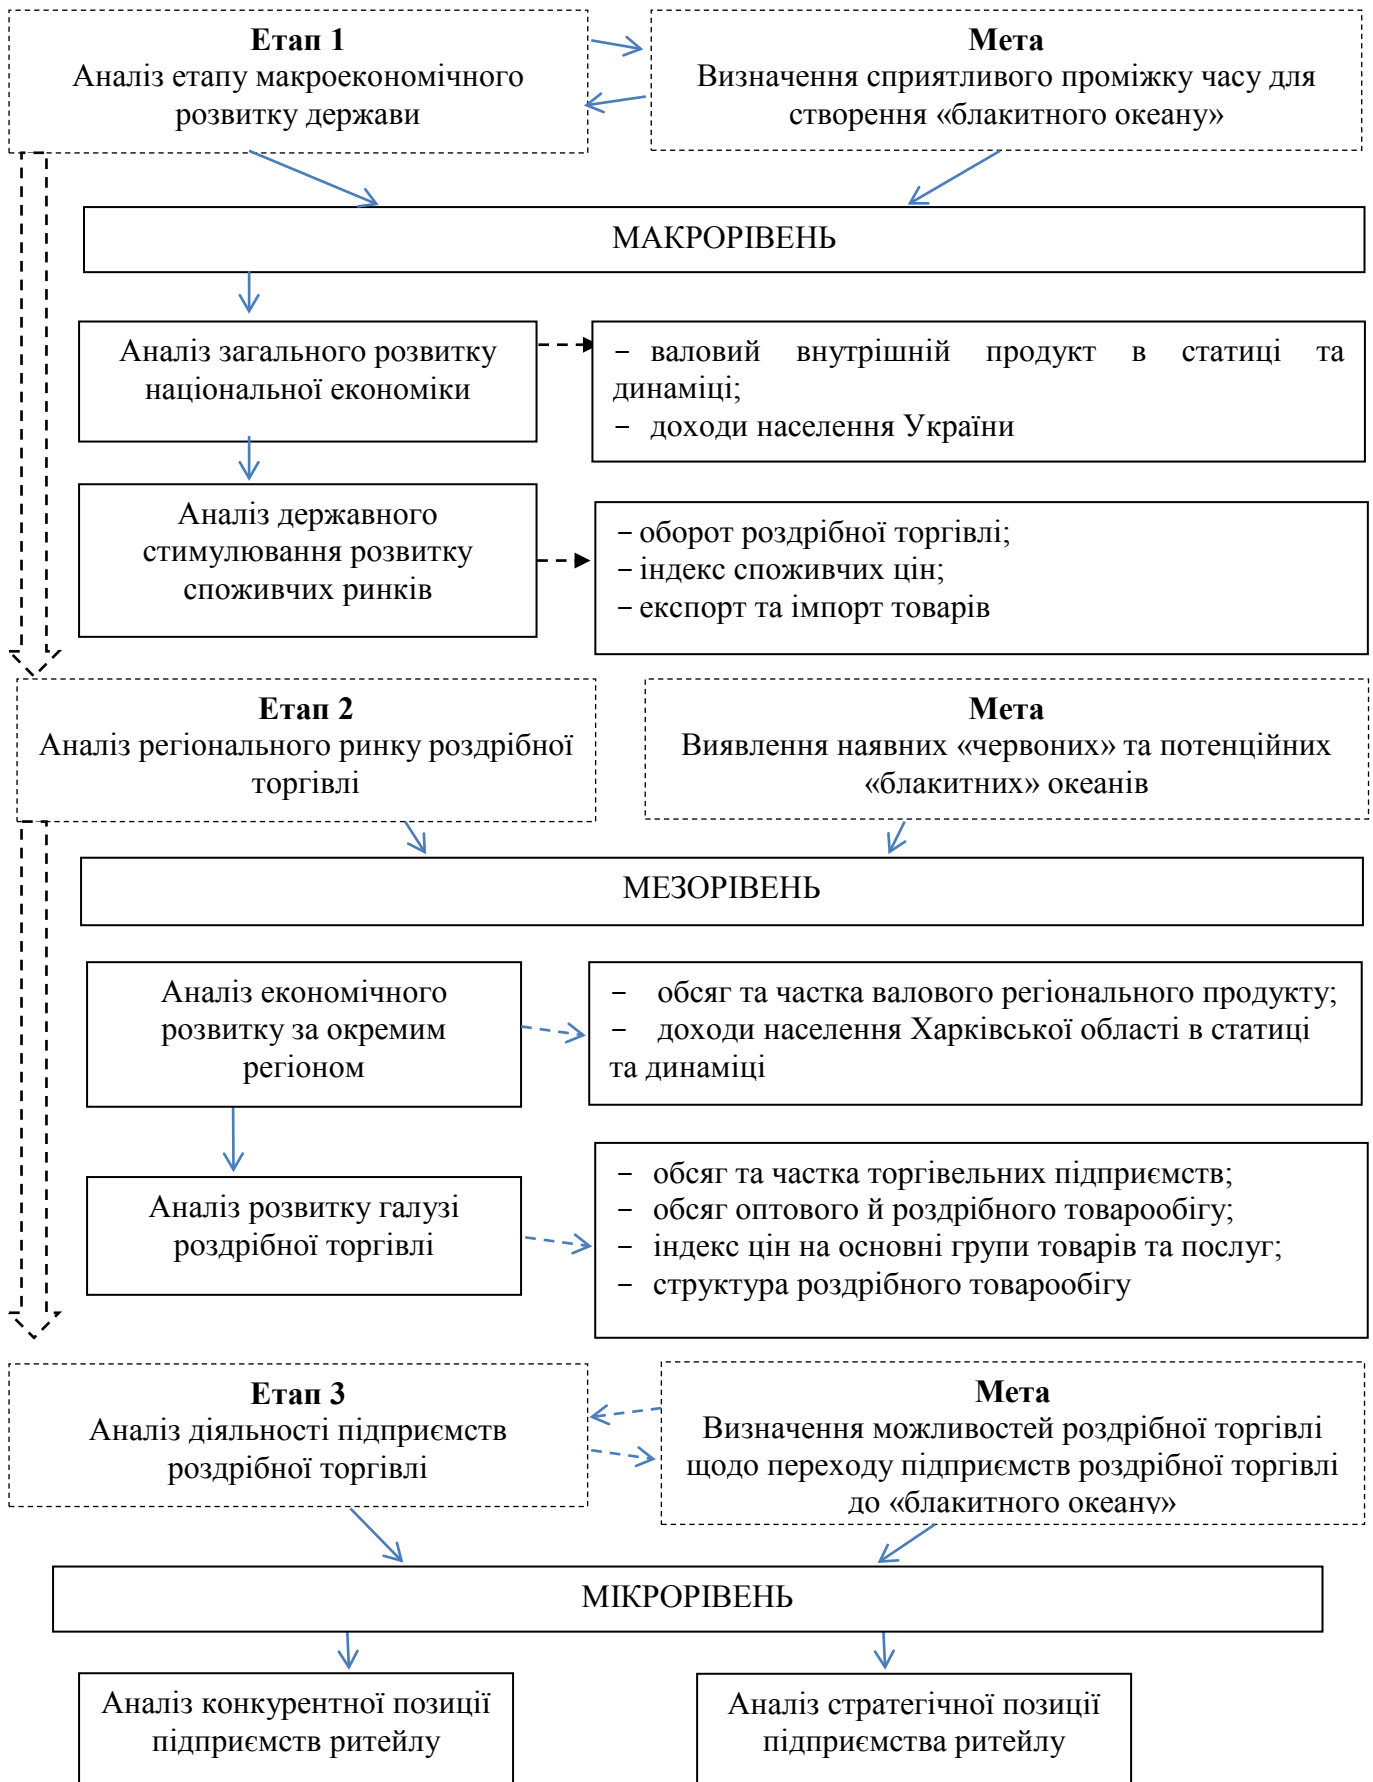 Етап 1
Аналіз етапу макроекономічного
розвитку держави
Мета
Визначення сприятливого проміжку часу для
створення «блакитного океану»
МАКРОРІВЕНЬ
Аналіз загального розвитку
національної економіки
− валовий внутрішній продукт в статиці та
динаміці;
− доходи населення України
Аналіз державного
стимулювання розвитку
споживчих ринків
− оборот роздрібної торгівлі;
− індекс споживчих цін;
− експорт та імпорт товарів
Етап 2
Аналіз регіонального ринку роздрібної
торгівлі
Мета
Виявлення наявних «червоних» та потенційних
«блакитних» океанів
МЕЗОРІВЕНЬ
Аналіз економічного
розвитку за окремим
регіоном
− обсяг та частка валового регіонального продукту;
− доходи населення Харківської області в статиці
та динаміці
Аналіз розвитку галузі
роздрібної торгівлі
− обсяг та частка торгівельних підприємств;
− обсяг оптового й роздрібного товарообігу;
− індекс цін на основні групи товарів та послуг;
− структура роздрібного товарообігу
Етап 3
Аналіз діяльності підприємств
роздрібної торгівлі
Мета
Визначення можливостей роздрібної торгівлі
щодо переходу підприємств роздрібної торгівлі
до «блакитного океану»
МІКРОРІВЕНЬ
Аналіз конкурентної позиції
підприємств ритейлу
Аналіз стратегічної позиції
підприємства ритейлу